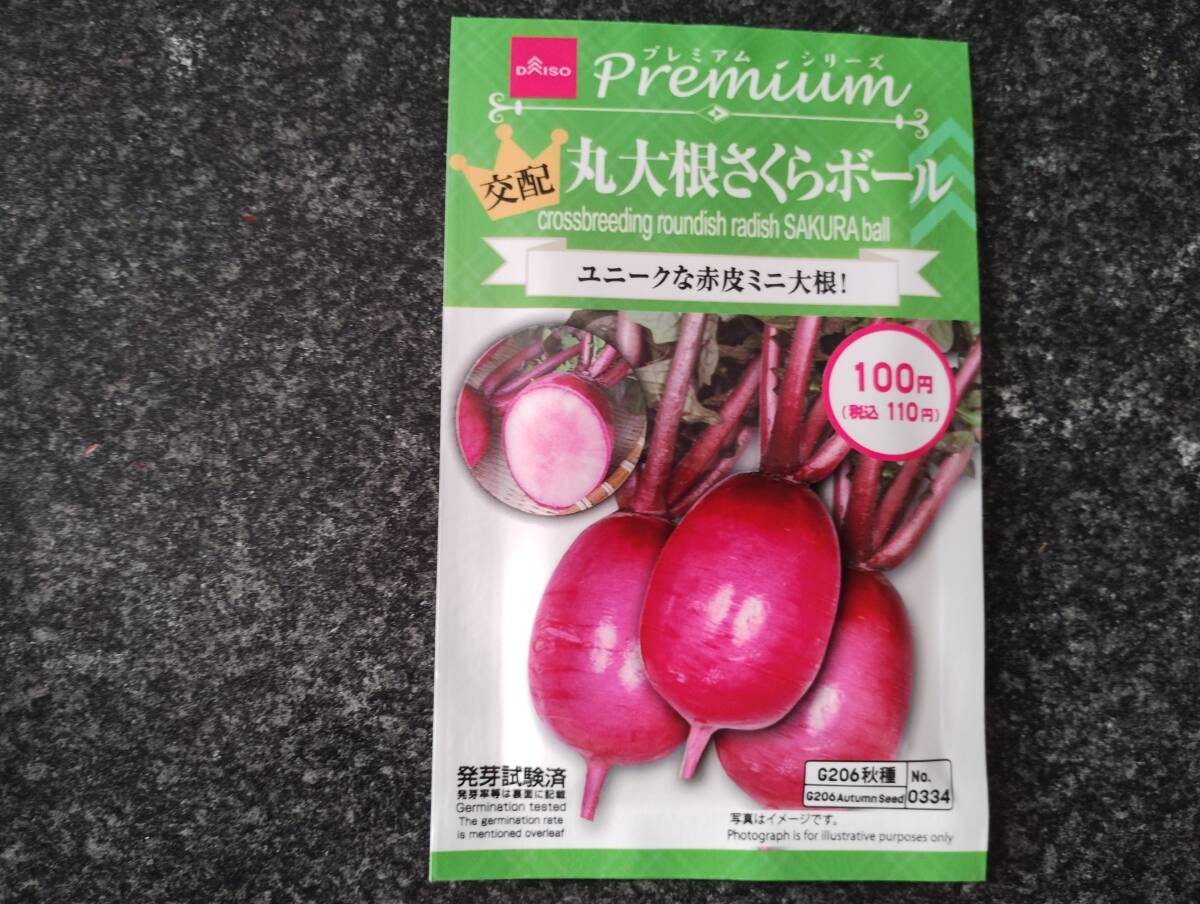 DAISO
プレミアム シリーズ
Premium
交配
丸大根さくらボール
crossbreeding roundish radish SAKURA ball
ユニークな赤皮ミニ大根!
100円
(税込 110円)
発芽試験済
発芽率等は裏面に記載
Germination tested
The germination rate
is mentioned overleaf
G206秋種 No.
G206 Autumn Seed 0334
写真はイメージです。
Photograph is for illustrative purposes only